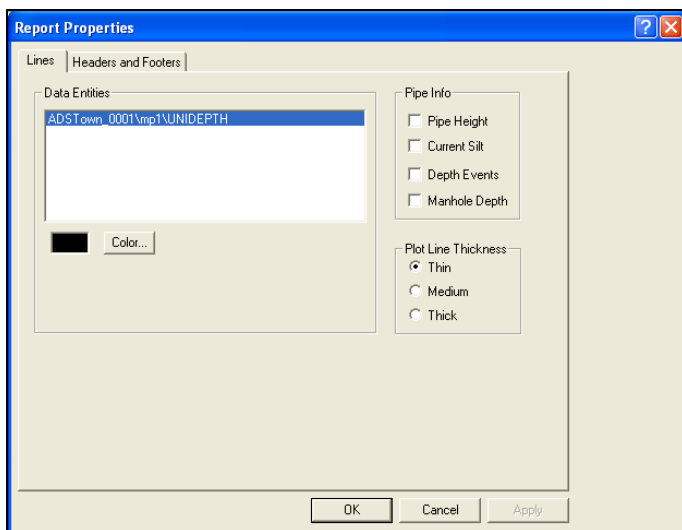 Report Properties
Lines
Headers and Footers
Data Entities
ADSTown_0001\mp1\UNIDEPTH
Color...
Pipe Info
Pipe Height
Current Silt
Depth Events
Manhole Depth
Plot Line Thickness
Thin
Medium
Thick
OK
Cancel
Apply